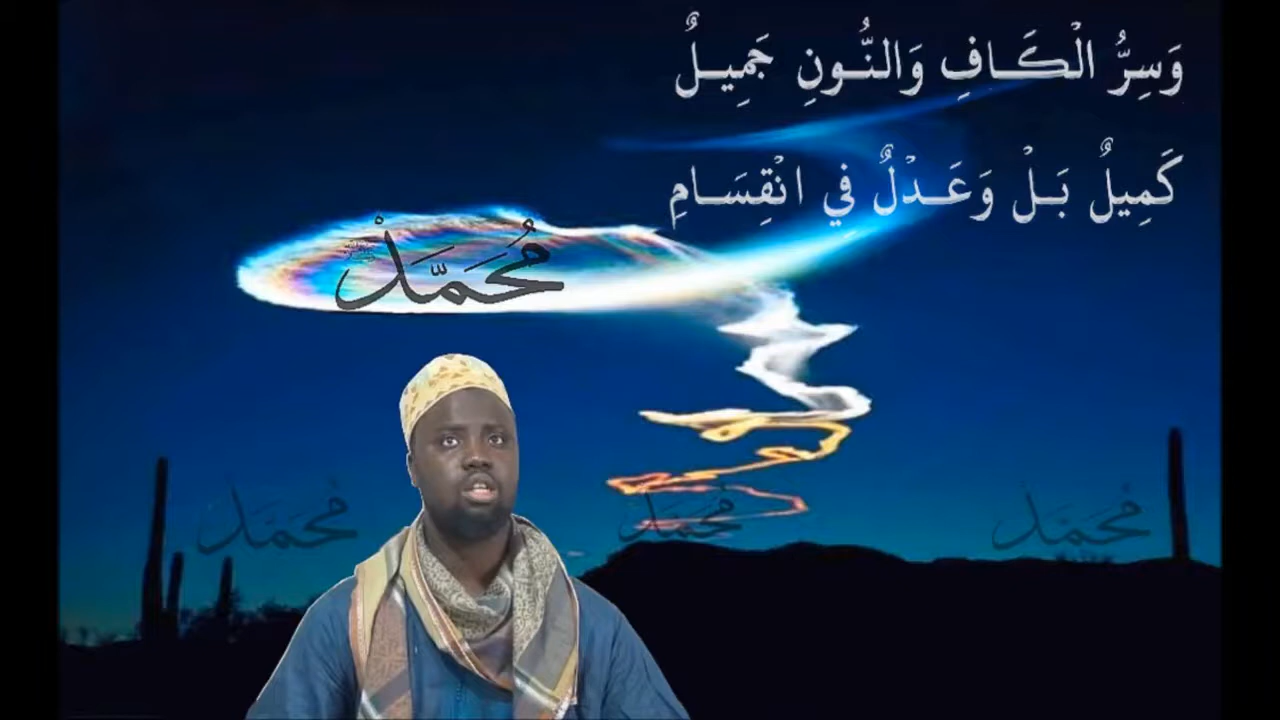 وَسِرُّ الْكَافِ وَالنُّونِ جَمِيلٌ
كَمِيلٌ بَلْ وَعَدْلٌ فِي انْقِسَامِ
مُحَمَّدْ
مُحَمَّد
مُحَمَّد
مُحَمَّد